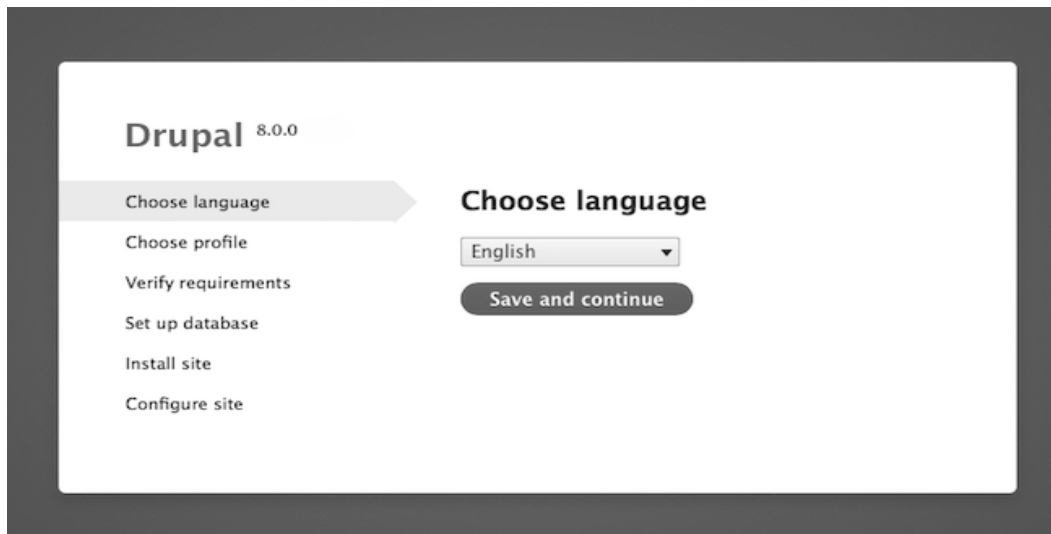 Drupal 8.0.0
Choose language
Choose profile
Verify requirements
Set up database
Install site
Configure site
Choose language
English
Save and continue